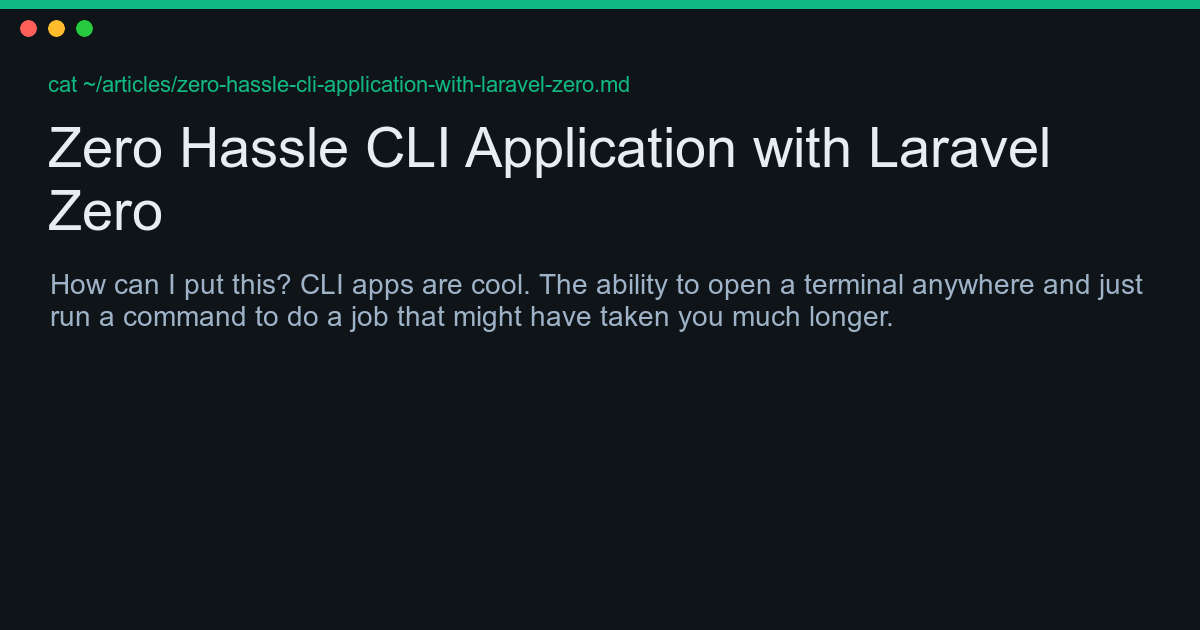 cat ~/articles/zero-hassle-cli-application-with-laravel-zero.md
Zero Hassle CLI Application with Laravel
Zero
How can I put this? CLI apps are cool. The ability to open a terminal anywhere and just
run a command to do a job that might have taken you much longer.